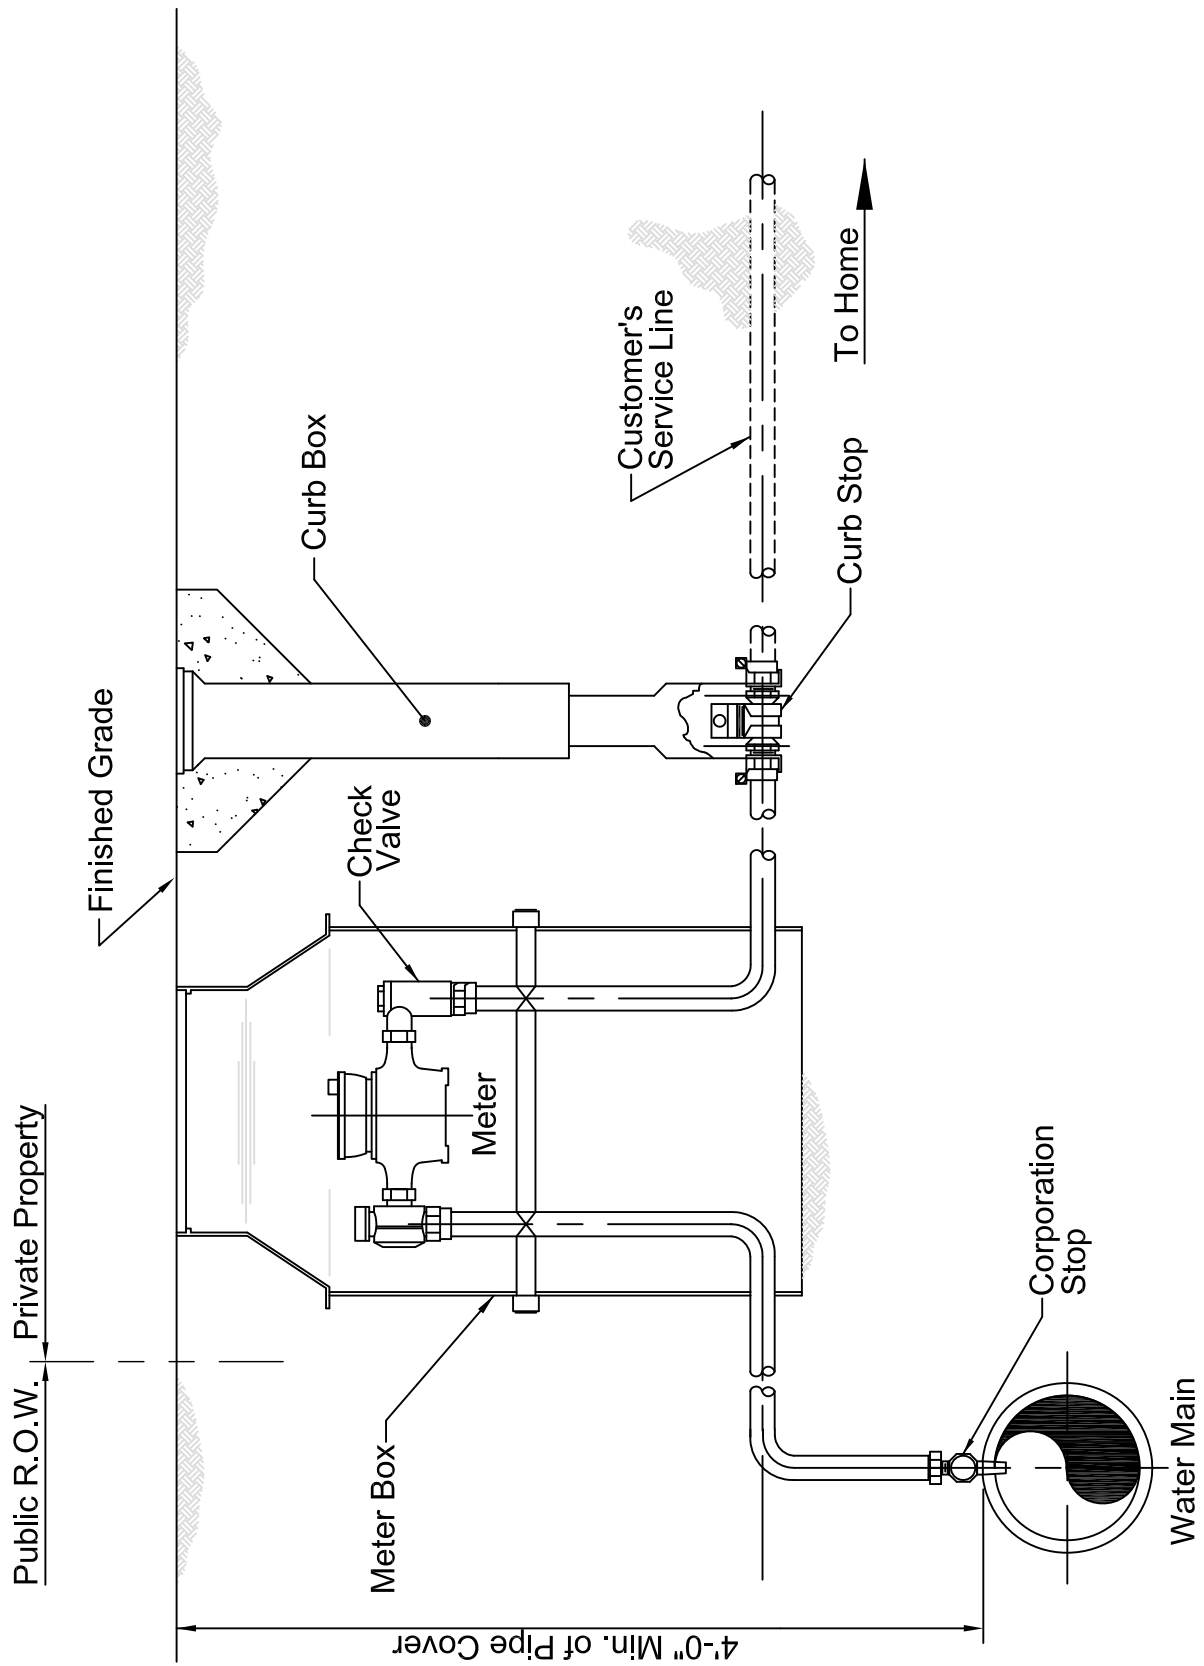 Public R.O.W.
Private Property
Finished Grade
Meter Box
Check
Valve
Curb Box
Meter
Customer's
Service Line
To Home
Curb Stop
Corporation
Stop
Water Main
4'-0" Min. of Pipe Cover